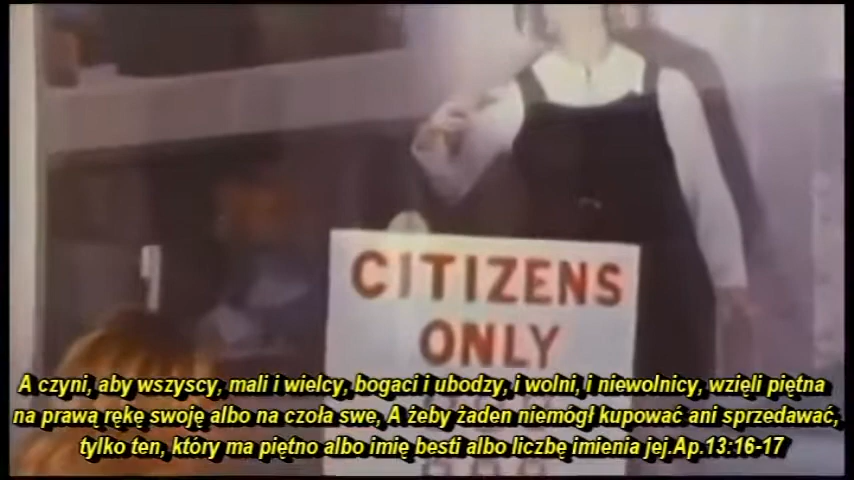 CITIZENS
ONLY
A czyni, aby wszyscy, mali i wielcy, bogaci i ubodzy, i wolni, i niewolnicy, wzięli piętna
na prawą rękę swoję albo na czoła swe, A żeby żaden niemógł kupować ani sprzedawać,
tylko ten, który ma piętno albo imię besti albo liczbę imienia jej.Ap.13:16-17